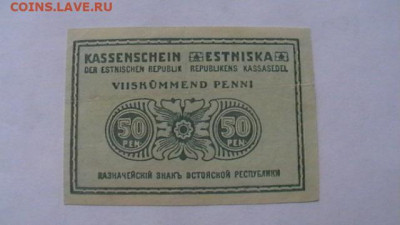 COINS.LAVE.RU
KASSENSCHEIN ESTNISKA
DER ESTNISCHEN REPUBLIK REPUBLIKENS KASSASEDEL
VIISKÜMMEND PENNI
50 50
PEN. PEN.
КАЗНАЧЕЙСКІЙ ЗНАКЪ ЭСТОНСКОЙ РЕСПУБЛИКИ